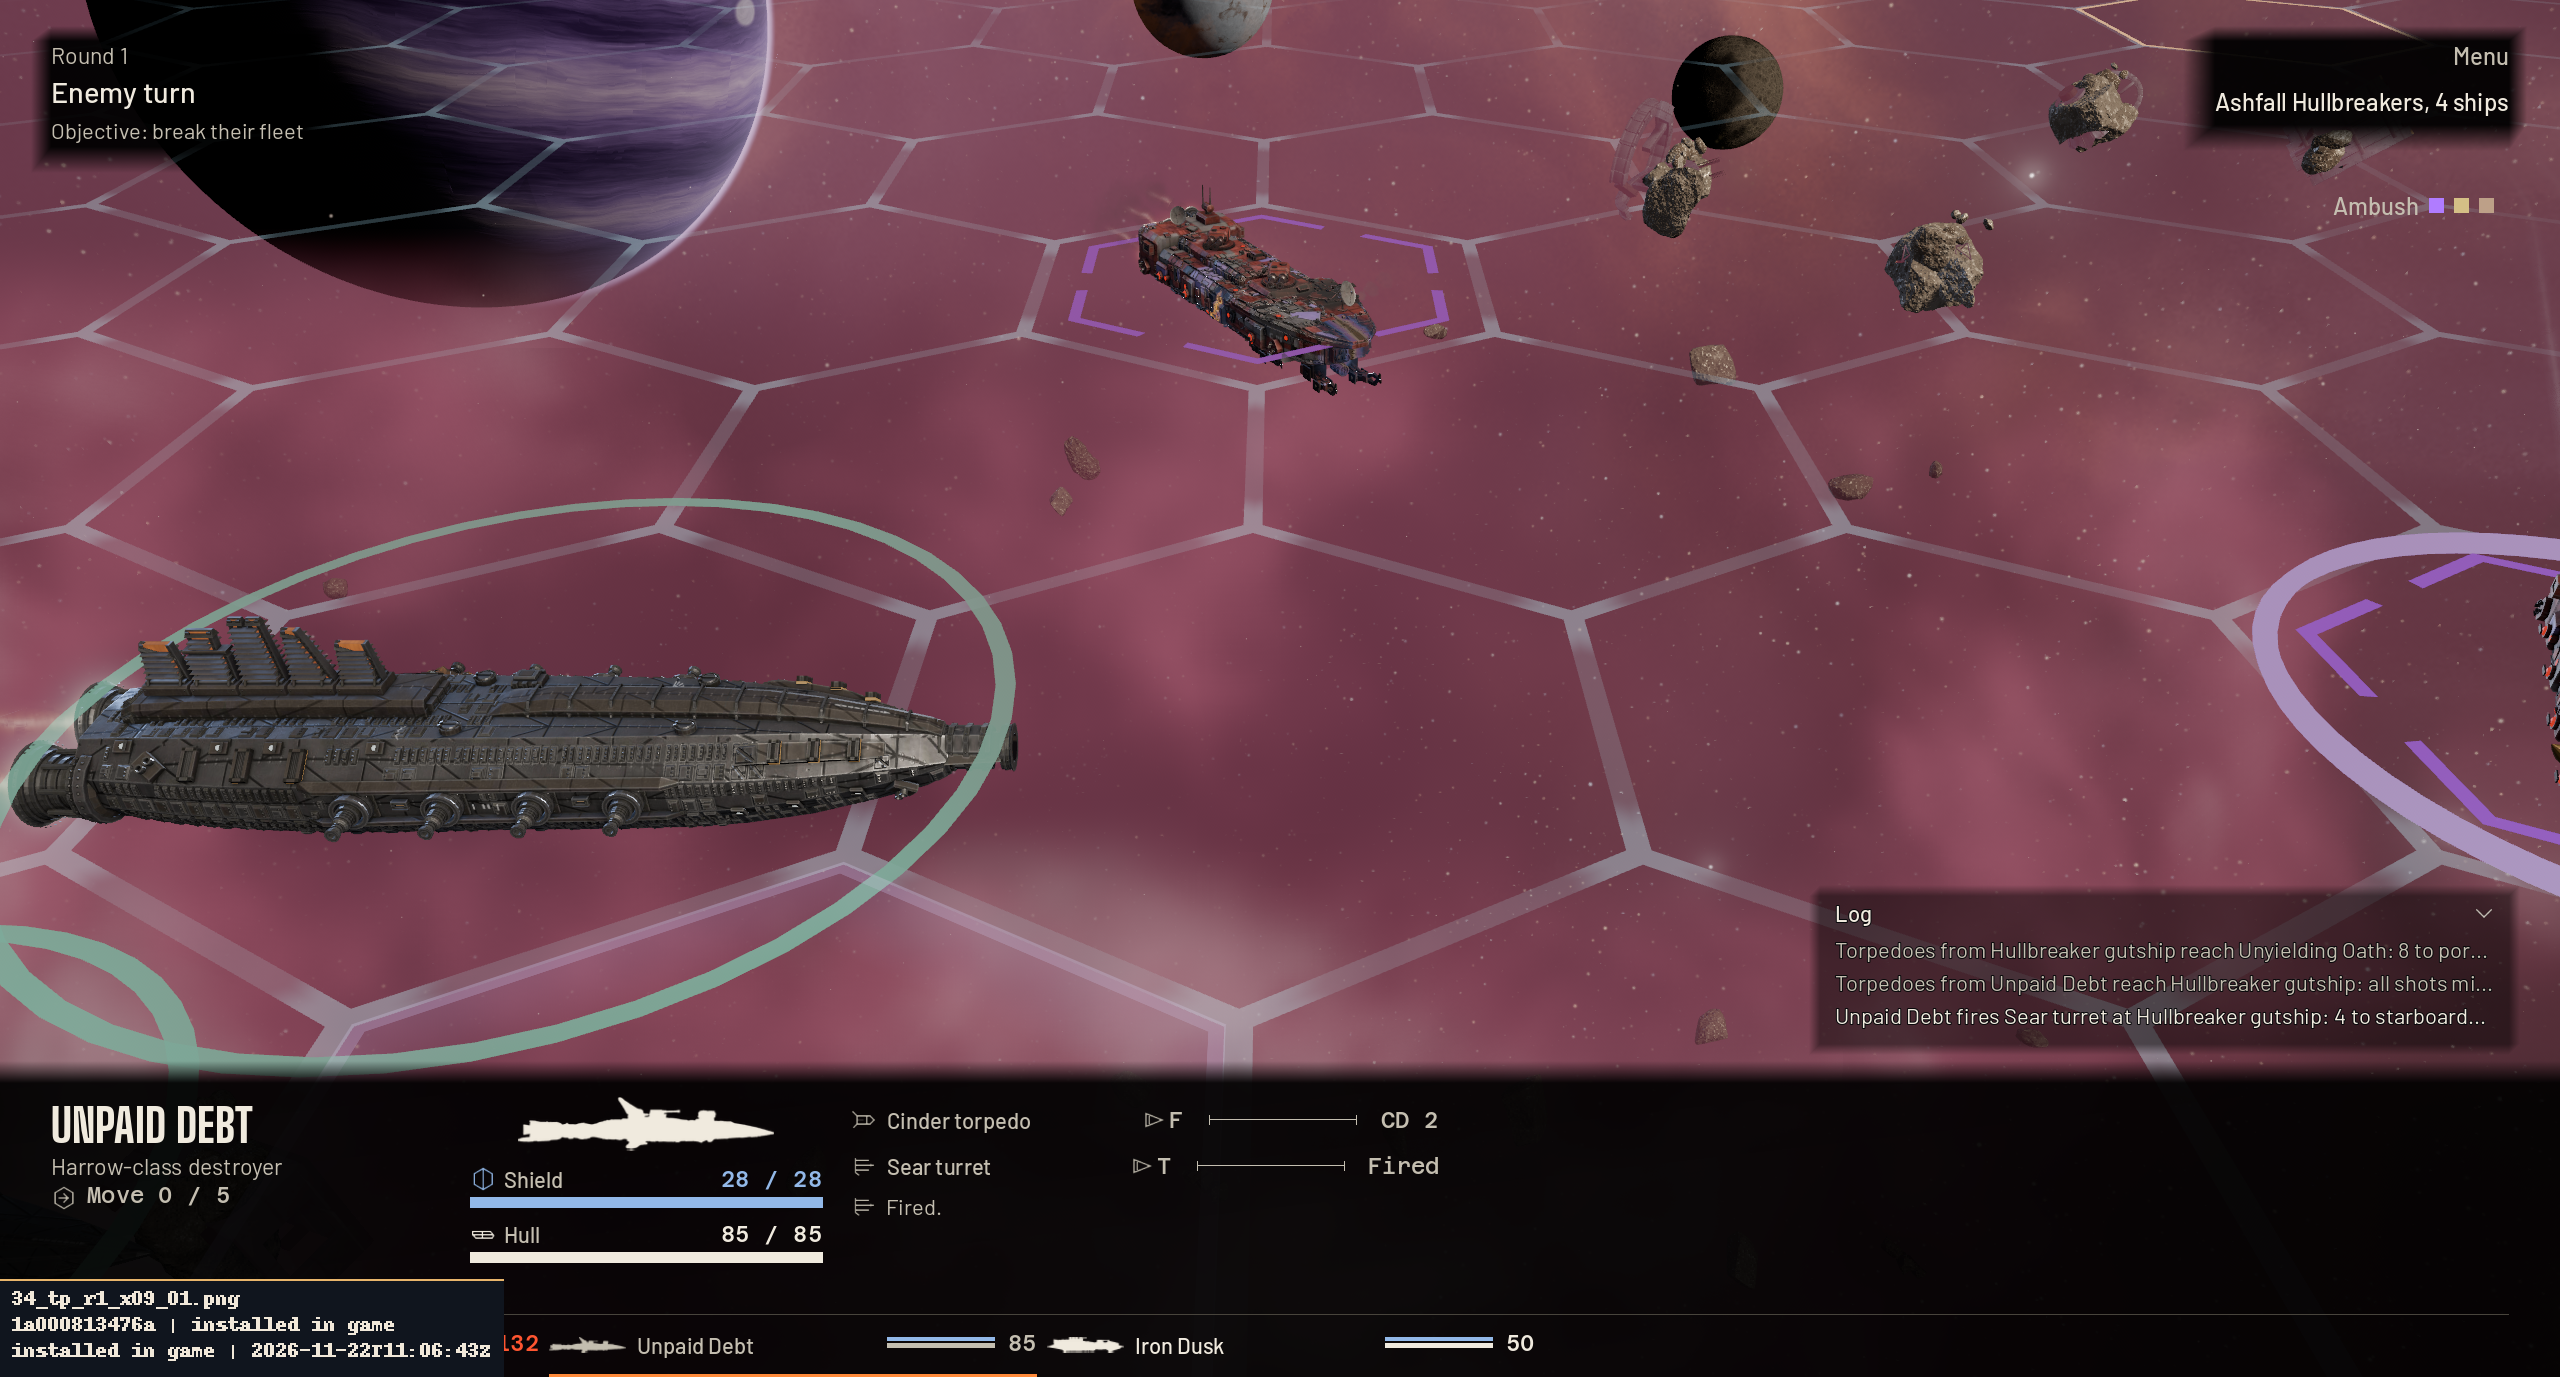 Round 1
Enemy turn
Objective: break their fleet
Menu
Ashfall Hullbreakers, 4 ships
Ambush
Log
Torpedoes from Hullbreaker gutship reach Unyielding Oath: 8 to por...
Torpedoes from Unpaid Debt reach Hullbreaker gutship: all shots mi...
Unpaid Debt fires Sear turret at Hullbreaker gutship: 4 to starboard...
UNPAID DEBT
Harrow-class destroyer
Move 0 / 5
Shield 28 / 28
Hull 85 / 85
Cinder torpedo F CD 2
Sear turret T Fired
Fired.
34_tp_r1_x09_01.png
1a000813476a | installed in game
installed in game | 2026-11-22T11:06:43Z
132 Unpaid Debt 85 Iron Dusk 50